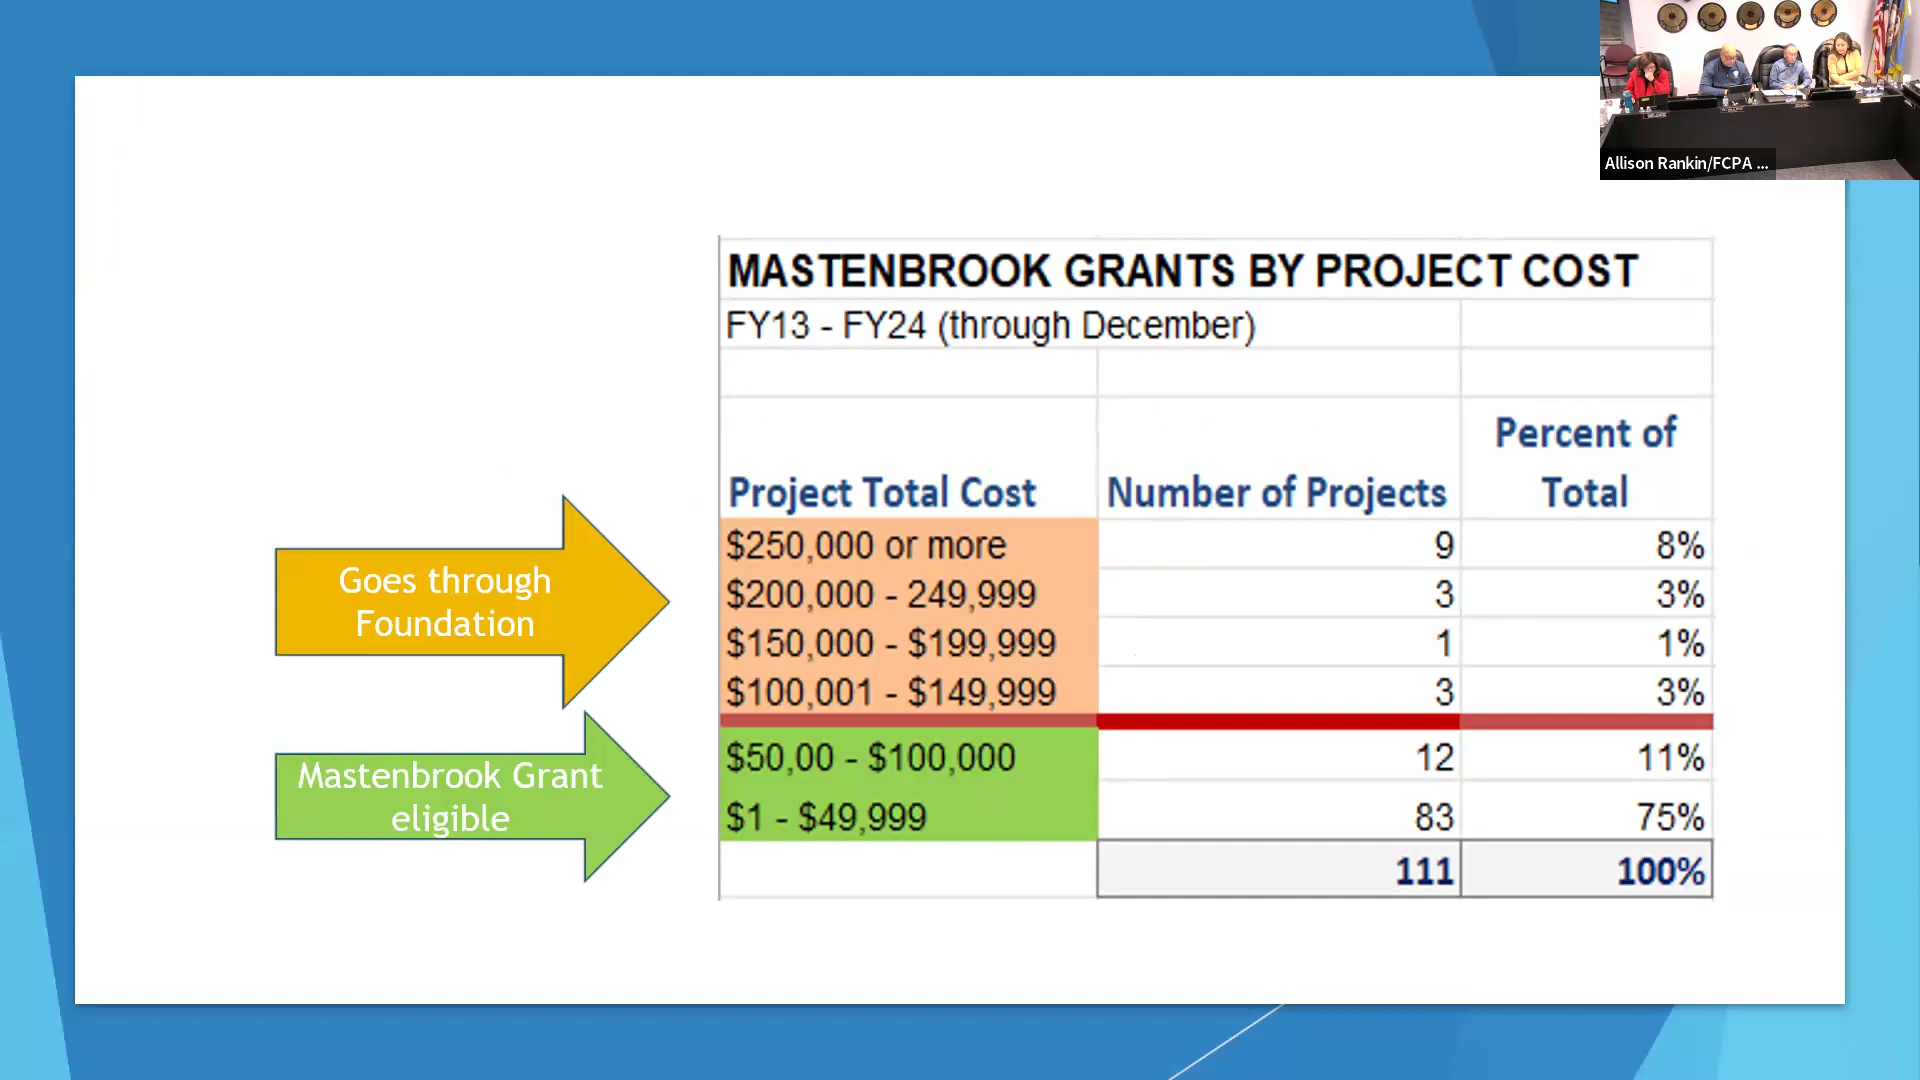 Allison Rankin/FCPA ...
MASTENBROOK GRANTS BY PROJECT COST
FY13 - FY24 (through December)
Project Total Cost Number of Projects Percent of
Total
Goes through
Foundation
$250,000 or more 9 8%
$200,000 - 249,999 3 3%
$150,000 - $199,999 1 1%
$100,001 - $149,999 3 3%
Mastenbrook Grant
eligible
$50,00 - $100,000 12 11%
$1 - $49,999 83 75%
111 100%